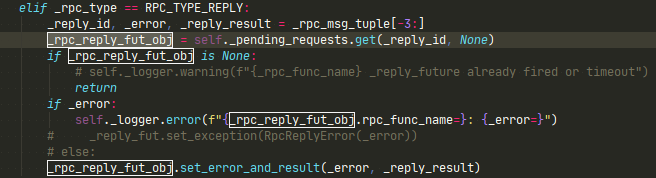 elif _rpc_type == RPC_TYPE_REPLY:
_reply_id, _error, _reply_result = _rpc_msg_tuple[-3:]
_rpc_reply_fut_obj = self._pending_requests.get(_reply_id, None)
if _rpc_reply_fut_obj is None:
# self._logger.warning(f"{_rpc_func_name} _reply_future already fired or timeout")
return
if _error:
self._logger.error(f"{_rpc_reply_fut_obj.rpc_func_name=}: {_error=}")
# _reply_fut.set_exception(RpcReplyError(_error))
# else:
_rpc_reply_fut_obj.set_error_and_result(_error, _reply_result)